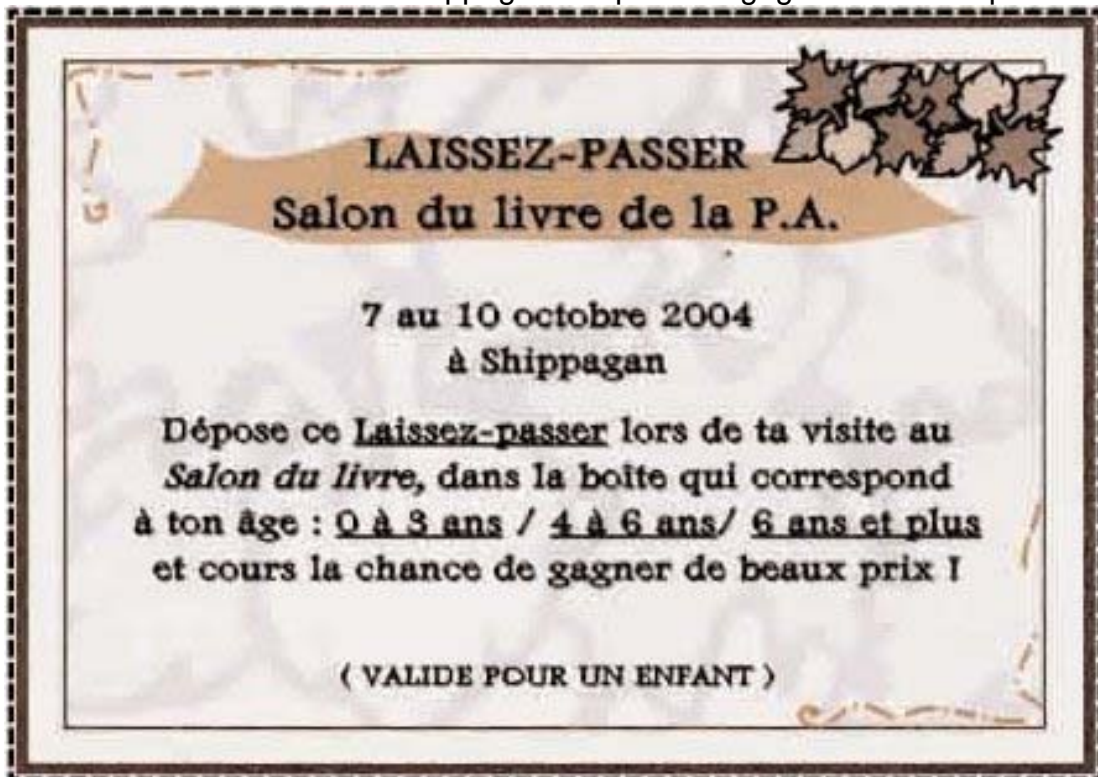 LAISSEZ-PASSER
Salon du livre de la P.A.
7 au 10 octobre 2004
à Shippagan
Dépose ce Laissez-passer lors de ta visite au
Salon du livre, dans la boîte qui correspond
à ton âge : 0 à 3 ans / 4 à 6 ans/ 6 ans et plus
et cours la chance de gagner de beaux prix !
( VALIDE POUR UN ENFANT )